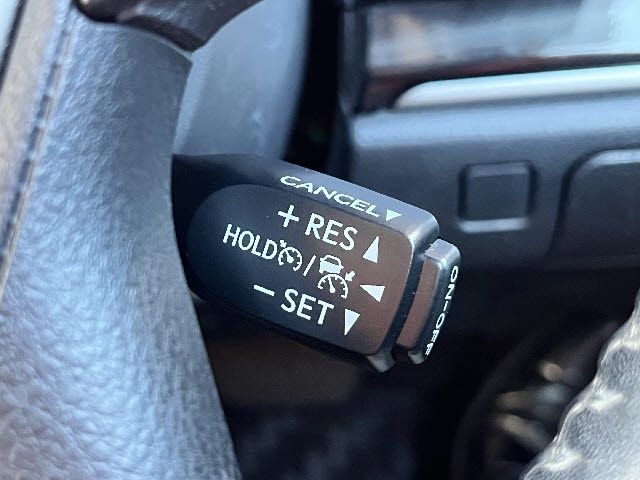 CANCEL▼
+ RES ▲
HOLD / ◀
− SET ▼
ON-OFF